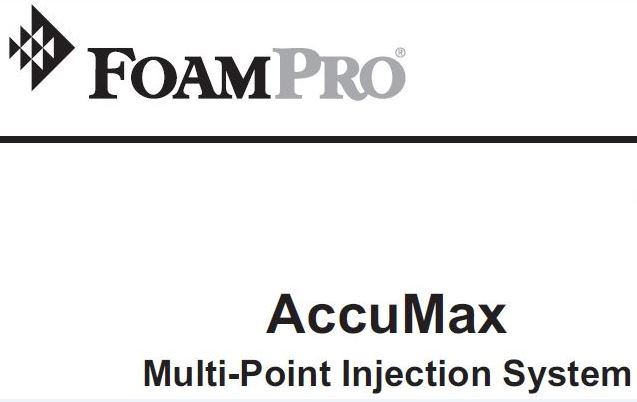 FOAMPRO®
AccuMax
Multi-Point Injection System